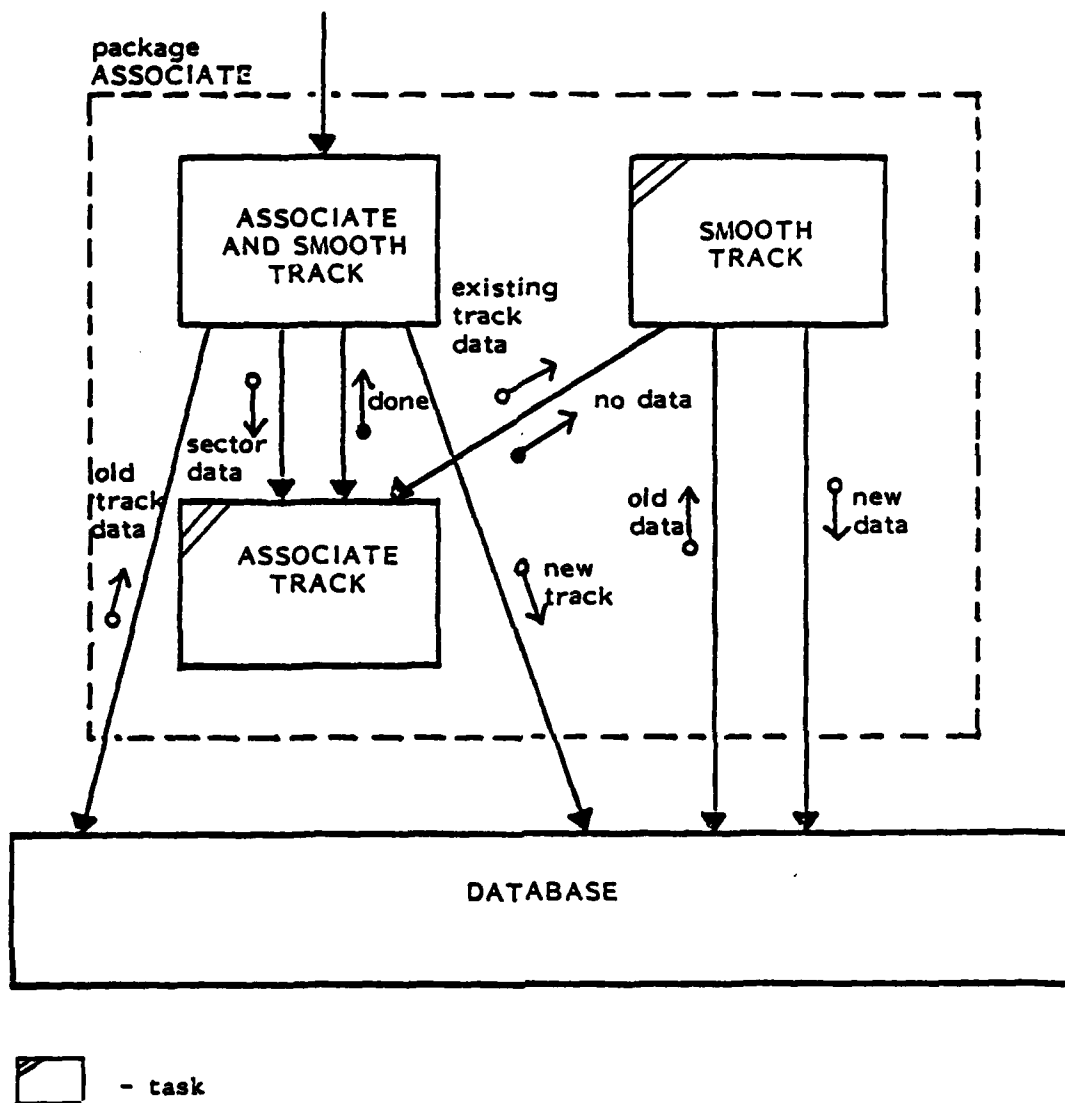 package
ASSOCIATE
ASSOCIATE
AND SMOOTH
TRACK
SMOOTH
TRACK
existing
track
data
done
no data
sector
data
old
track
data
old
data
new
data
ASSOCIATE
TRACK
new
track
DATABASE
- task